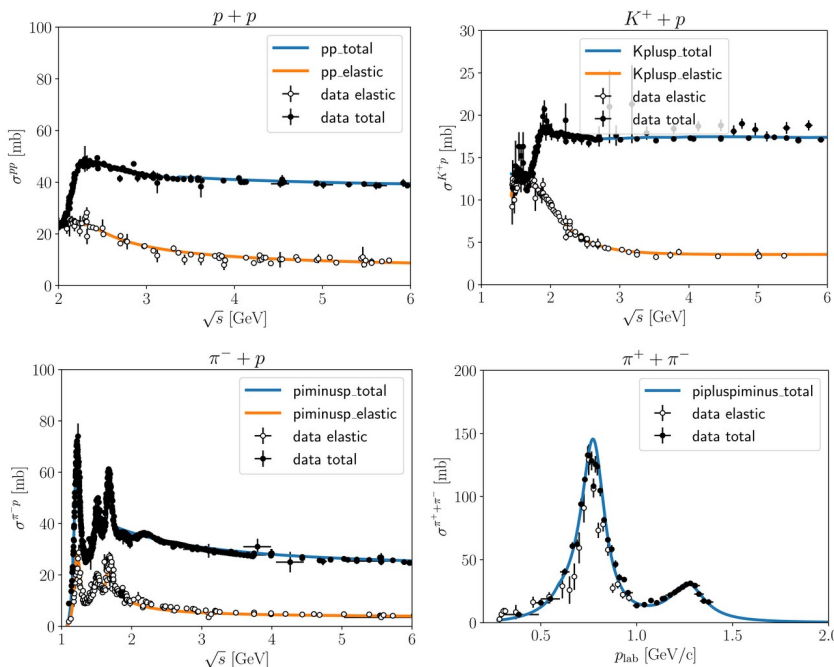 p + p
100
80
60
40
20
0
σ^{pp} [mb]
pp_total
pp_elastic
data elastic
data total
2 3 4 5 6
√s [GeV]
K⁺ + p
30
25
20
15
10
5
0
σ^{K⁺p} [mb]
Kplusp_total
Kplusp_elastic
data elastic
data total
1 2 3 4 5 6
√s [GeV]
π⁻ + p
100
80
60
40
20
0
σ^{π⁻p} [mb]
piminusp_total
piminusp_elastic
data elastic
data total
1 2 3 4 5 6
√s [GeV]
π⁺ + π⁻
200
150
100
50
0
σ^{π⁺+π⁻} [mb]
pipluspiminus_total
data elastic
data total
0.5 1.0 1.5 2.0
p_{lab} [GeV/c]